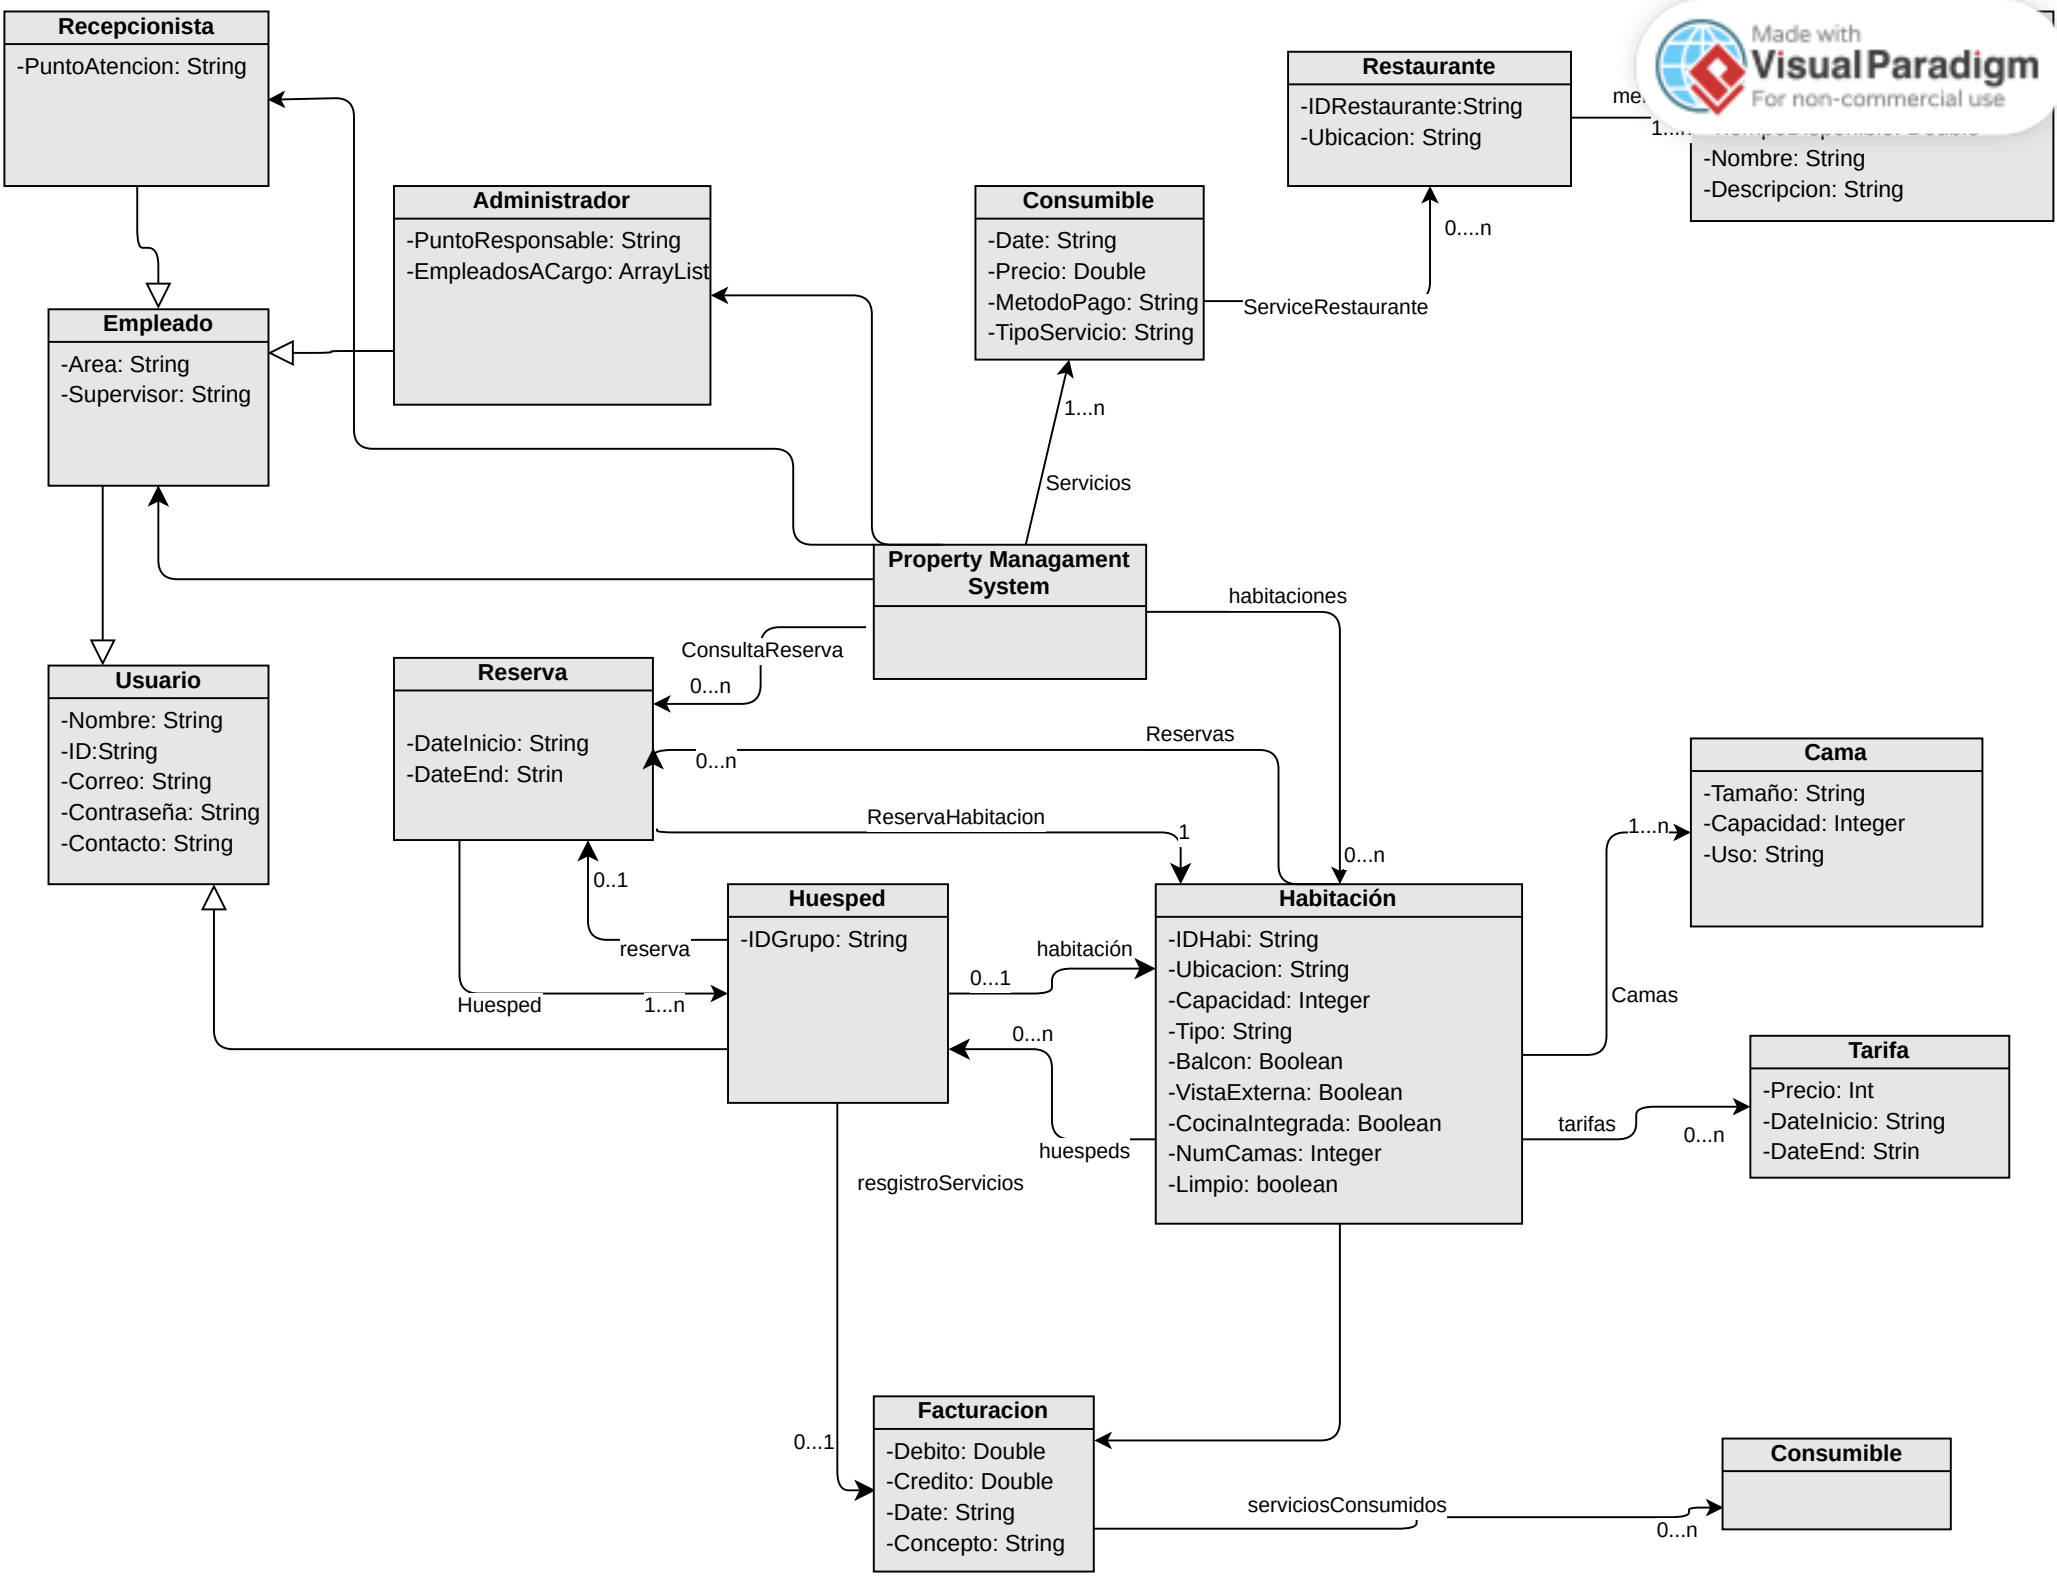 Recepcionista
-PuntoAtencion: String
Made with
Visual Paradigm
For non-commercial use
Restaurante
-IDRestaurante:String
-Ubicacion: String
1...n
-Nombre: String
-Descripcion: String
Administrador
-PuntoResponsable: String
-EmpleadosACargo: ArrayList
Consumible
-Date: String
-Precio: Double
-MetodoPago: String
-TipoServicio: String
0....n
ServiceRestaurante
Empleado
-Area: String
-Supervisor: String
1...n
Servicios
Property Managament
System
habitaciones
ConsultaReserva
0...n
Reserva
-DateInicio: String
-DateEnd: Strin
Usuario
-Nombre: String
-ID:String
-Correo: String
-Contraseña: String
-Contacto: String
Reservas
0...n
ReservaHabitacion
1
0...n
Cama
-Tamaño: String
-Capacidad: Integer
-Uso: String
1...n
Camas
0..1
reserva
Huesped
-IDGrupo: String
habitación
0...1
Huesped
1...n
0...n
huespeds
Habitación
-IDHabi: String
-Ubicacion: String
-Capacidad: Integer
-Tipo: String
-Balcon: Boolean
-VistaExterna: Boolean
-CocinaIntegrada: Boolean
-NumCamas: Integer
-Limpio: boolean
Tarifa
-Precio: Int
-DateInicio: String
-DateEnd: Strin
tarifas
0...n
resgistroServicios
0...1
Facturacion
-Debito: Double
-Credito: Double
-Date: String
-Concepto: String
serviciosConsumidos
0...n
Consumible